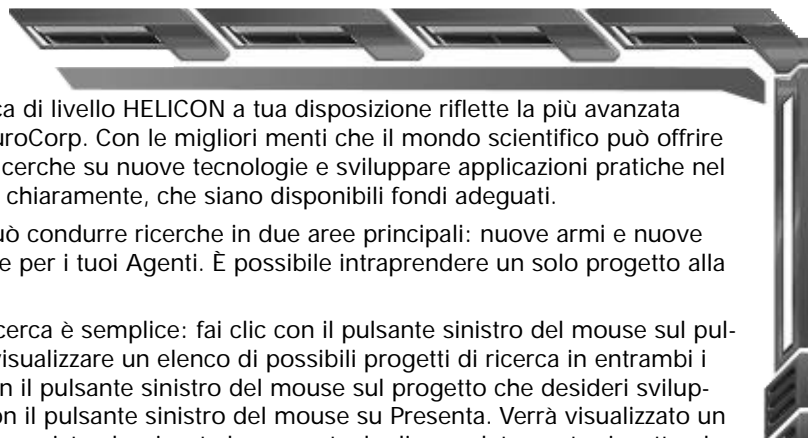 ca di livello HELICON a tua disposizione riflette la più avanzata
uroCorp. Con le migliori menti che il mondo scientifico può offrire
icerche su nuove tecnologie e sviluppare applicazioni pratiche nel
chiaramente, che siano disponibili fondi adeguati.
uò condurre ricerche in due aree principali: nuove armi e nuove
e per i tuoi Agenti. È possibile intraprendere un solo progetto alla
cerca è semplice: fai clic con il pulsante sinistro del mouse sul pul-
visualizzare un elenco di possibili progetti di ricerca in entrambi i
n il pulsante sinistro del mouse sul progetto che desideri svilup-
on il pulsante sinistro del mouse su Presenta. Verrà visualizzato un